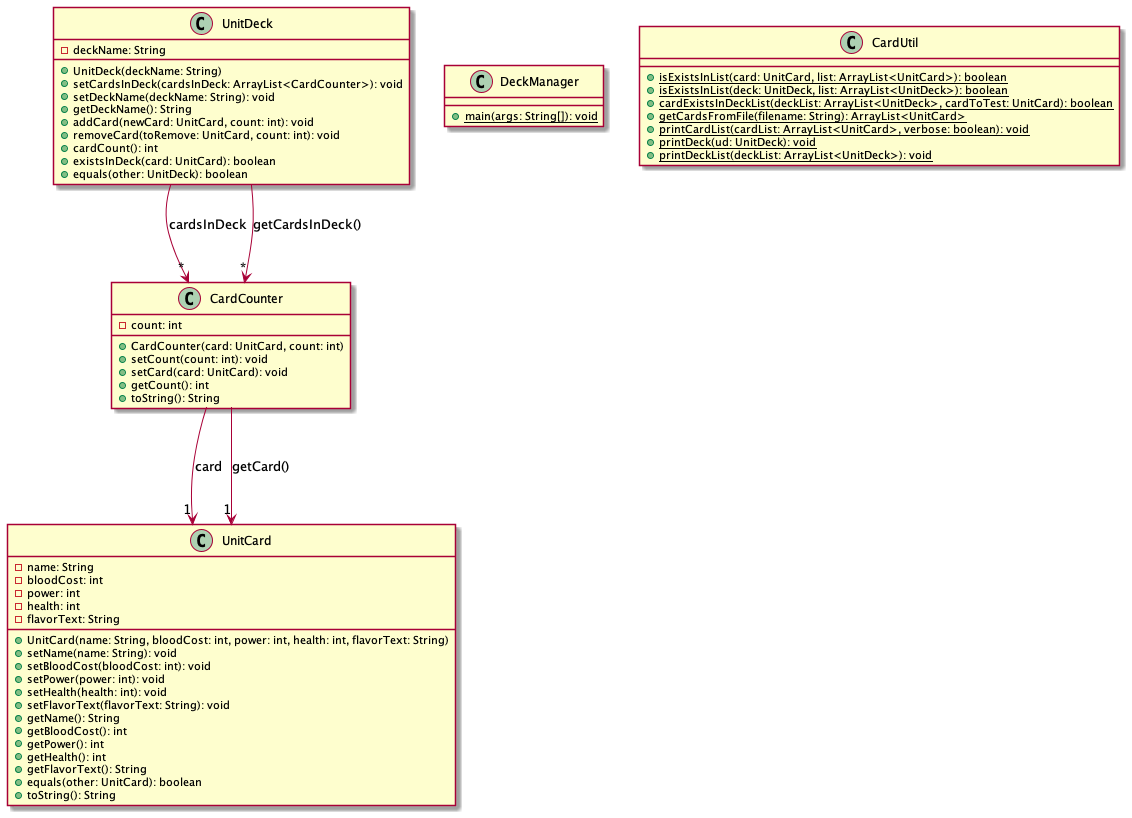 C UnitDeck
deckName: String
UnitDeck(deckName: String)
setCardsInDeck(cardsInDeck: ArrayList<CardCounter>): void
setDeckName(deckName: String): void
getDeckName(): String
addCard(newCard: UnitCard, count: int): void
removeCard(toRemove: UnitCard, count: int): void
cardCount(): int
existsInDeck(card: UnitCard): boolean
equals(other: UnitDeck): boolean
C DeckManager
main(args: String[]): void
C CardUtil
isExistsInList(card: UnitCard, list: ArrayList<UnitCard>): boolean
isExistsInList(deck: UnitDeck, list: ArrayList<UnitDeck>): boolean
cardExistsInDeckList(deckList: ArrayList<UnitDeck>, cardToTest: UnitCard): boolean
getCardsFromFile(filename: String): ArrayList<UnitCard>
printCardList(cardList: ArrayList<UnitCard>, verbose: boolean): void
printDeck(ud: UnitDeck): void
printDeckList(deckList: ArrayList<UnitDeck>): void
cardsInDeck
getCardsInDeck()
*
*
C CardCounter
count: int
CardCounter(card: UnitCard, count: int)
setCount(count: int): void
setCard(card: UnitCard): void
getCount(): int
toString(): String
card
getCard()
1
1
C UnitCard
name: String
bloodCost: int
power: int
health: int
flavorText: String
UnitCard(name: String, bloodCost: int, power: int, health: int, flavorText: String)
setName(name: String): void
setBloodCost(bloodCost: int): void
setPower(power: int): void
setHealth(health: int): void
setFlavorText(flavorText: String): void
getName(): String
getBloodCost(): int
getPower(): int
getHealth(): int
getFlavorText(): String
equals(other: UnitCard): boolean
toString(): String